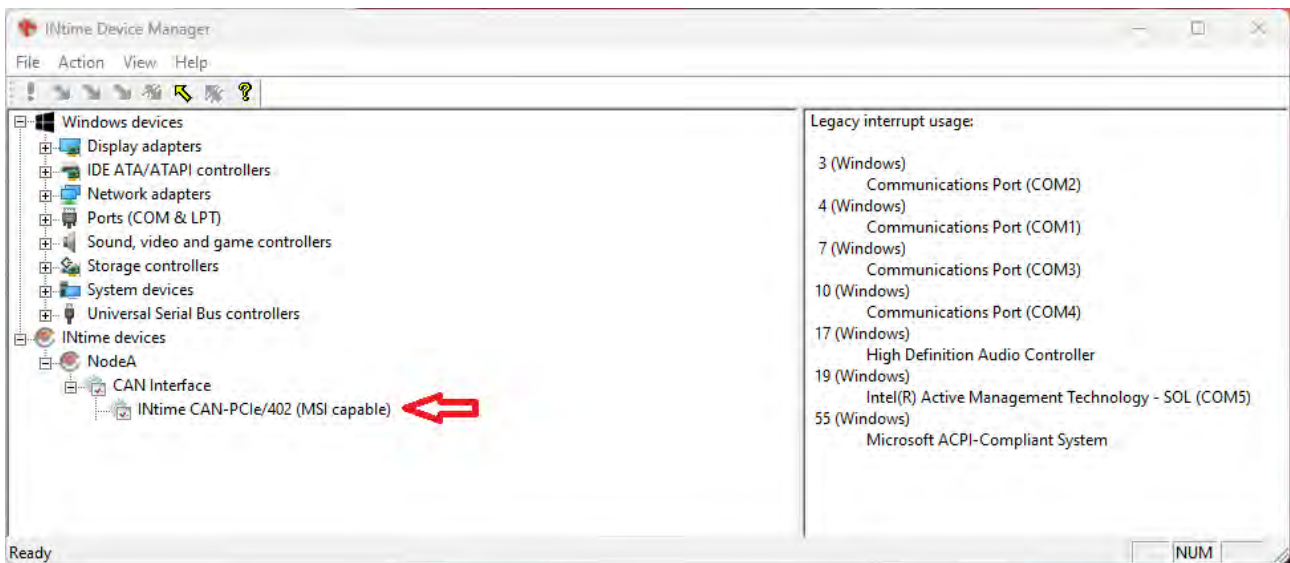 INtime Device Manager
File Action View Help
Windows devices
Display adapters
IDE ATA/ATAPI controllers
Network adapters
Ports (COM & LPT)
Sound, video and game controllers
Storage controllers
System devices
Universal Serial Bus controllers
INtime devices
NodeA
CAN Interface
INtime CAN-PCIe/402 (MSI capable)
Legacy interrupt usage:
3 (Windows)
Communications Port (COM2)
4 (Windows)
Communications Port (COM1)
7 (Windows)
Communications Port (COM3)
10 (Windows)
Communications Port (COM4)
17 (Windows)
High Definition Audio Controller
19 (Windows)
Intel(R) Active Management Technology - SOL (COM5)
55 (Windows)
Microsoft ACPI-Compliant System
Ready
NUM